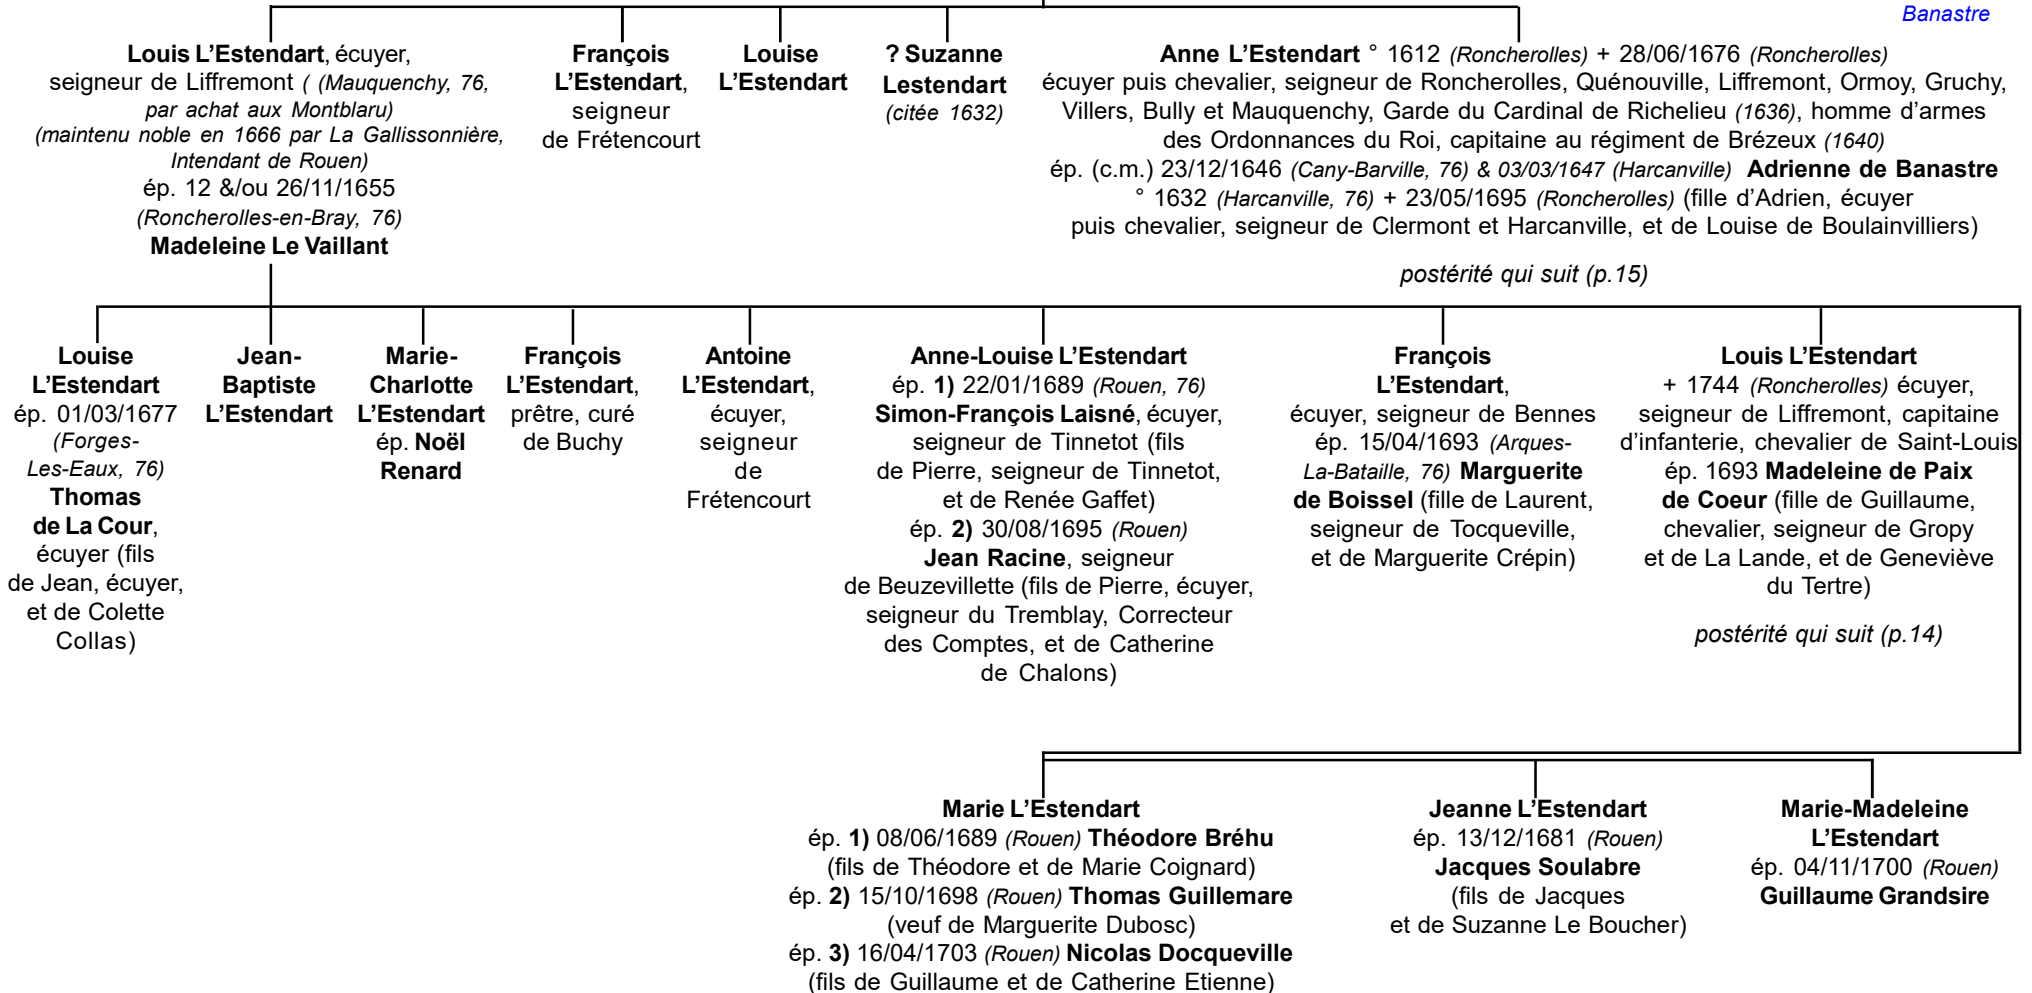 Banastre
Louis L’Estendart, écuyer,
seigneur de Liffremont ( (Mauquenchy, 76,
par achat aux Montblaru)
(maintenu noble en 1666 par La Gallissonnière,
Intendant de Rouen)
ép. 12 &/ou 26/11/1655
(Roncherolles-en-Bray, 76)
Madeleine Le Vaillant
François
L’Estendart,
seigneur
de Frétencourt
Louise
L’Estendart
? Suzanne
Lestendart
(citée 1632)
Anne L’Estendart ° 1612 (Roncherolles) + 28/06/1676 (Roncherolles)
écuyer puis chevalier, seigneur de Roncherolles, Quénouville, Liffremont, Ormoy, Gruchy,
Villers, Bully et Mauquenchy, Garde du Cardinal de Richelieu (1636), homme d’armes
des Ordonnances du Roi, capitaine au régiment de Brézeux (1640)
ép. (c.m.) 23/12/1646 (Cany-Barville, 76) & 03/03/1647 (Harcanville) Adrienne de Banastre
° 1632 (Harcanville, 76) + 23/05/1695 (Roncherolles) (fille d’Adrien, écuyer
puis chevalier, seigneur de Clermont et Harcanville, et de Louise de Boulainvilliers)
postérité qui suit (p.15)
Louise
L’Estendart
ép. 01/03/1677
(Forges-
Les-Eaux, 76)
Thomas
de La Cour,
écuyer (fils
de Jean, écuyer,
et de Colette
Collas)
Jean-
Baptiste
L’Estendart
Marie-
Charlotte
L’Estendart
ép. Noël
Renard
François
L’Estendart,
prêtre, curé
de Buchy
Antoine
L’Estendart,
écuyer,
seigneur
de
Frétencourt
Anne-Louise L’Estendart
ép. 1) 22/01/1689 (Rouen, 76)
Simon-François Laisné, écuyer,
seigneur de Tinnetot (fils
de Pierre, seigneur de Tinnetot,
et de Renée Gaffet)
ép. 2) 30/08/1695 (Rouen)
Jean Racine, seigneur
de Beuzevillette (fils de Pierre, écuyer,
seigneur du Tremblay, Correcteur
des Comptes, et de Catherine
de Chalons)
François
L’Estendart,
écuyer, seigneur de Bennes
ép. 15/04/1693 (Arques-
La-Bataille, 76) Marguerite
de Boissel (fille de Laurent,
seigneur de Tocqueville,
et de Marguerite Crépin)
Louis L’Estendart
+ 1744 (Roncherolles) écuyer,
seigneur de Liffremont, capitaine
d’infanterie, chevalier de Saint-Louis
ép. 1693 Madeleine de Paix
de Coeur (fille de Guillaume,
chevalier, seigneur de Gropy
et de La Lande, et de Geneviève
du Tertre)
postérité qui suit (p.14)
Marie L’Estendart
ép. 1) 08/06/1689 (Rouen) Théodore Bréhu
(fils de Théodore et de Marie Coignard)
ép. 2) 15/10/1698 (Rouen) Thomas Guillemare
(veuf de Marguerite Dubosc)
ép. 3) 16/04/1703 (Rouen) Nicolas Docqueville
(fils de Guillaume et de Catherine Etienne)
Jeanne L’Estendart
ép. 13/12/1681 (Rouen)
Jacques Soulabre
(fils de Jacques
et de Suzanne Le Boucher)
Marie-Madeleine
L’Estendart
ép. 04/11/1700 (Rouen)
Guillaume Grandsire